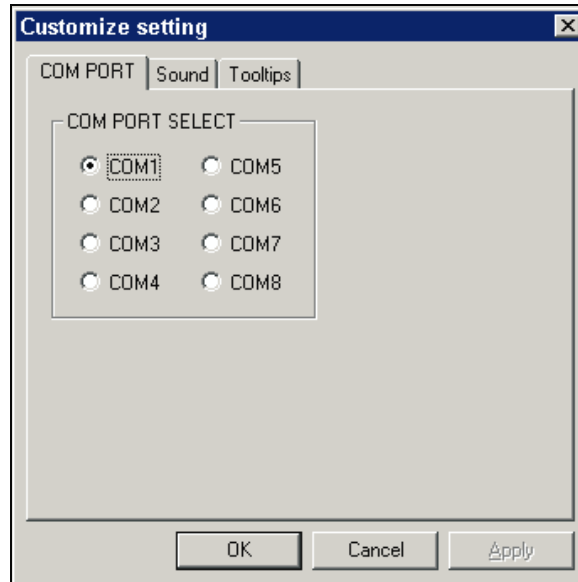 Customize setting
COM PORT Sound Tooltips
COM PORT SELECT
COM1 COM5
COM2 COM6
COM3 COM7
COM4 COM8
OK Cancel Apply